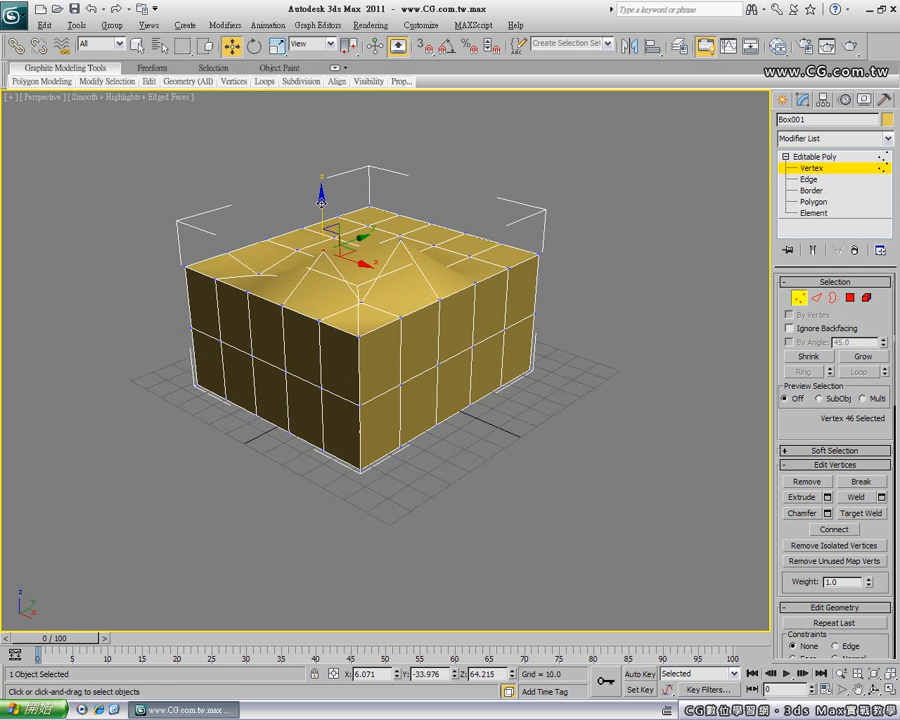 Autodesk 3ds Max 2011 - www.CG.com.tw.max
Type a keyword or phrase
Edit Tools Group Views Create Modifiers Animation Graph Editors Rendering Customize MAXScript Help
All View Create Selection Se
Graphite Modeling Tools Freeform Selection Object Paint
www.CG.com.tw
Polygon Modeling Modify Selection Edit Geometry (All) Vertices Loops Subdivision Align Visibility Prop...
[ + ] [ Perspective ] [ Smooth + Highlights + Edged Faces ]
Box001
Modifier List
Editable Poly
Vertex
Edge
Border
Polygon
Element
Selection
By Vertex
Ignore Backfacing
By Angle: 45.0
Shrink Grow
Ring Loop
Preview Selection
Off SubObj Multi
Vertex 46 Selected
Soft Selection
Edit Vertices
Remove Break
Extrude Weld
Chamfer Target Weld
Connect
Remove Isolated Vertices
Remove Unused Map Verts
Weight: 1.0
Edit Geometry
Repeat Last
Constraints
None Edge
z
x
z
y
x
< 0 / 100 >
0 5 10 15 20 25 30 35 40 45 50 55 60 65 70 75 80 85 90 95 100
1 Object Selected X: 6.071 Y: -33.976 Z: 64.215 Grid = 10.0 Auto Key Selected
Click or click-and-drag to select objects Add Time Tag Set Key Key Filters... 0
開始 www.CG.com.tw.max - ... CG數位學習網・3ds Max實戰教學